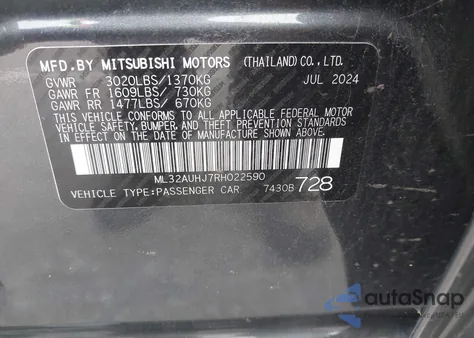 MFD.BY MITSUBISHI MOTORS (THAILAND) CO.,LTD.
GVWR 3020LBS/1370KG JUL 2024
GAWR FR 1609LBS/ 730KG
GAWR RR 1477LBS/ 670KG
THIS VEHICLE CONFORMS TO ALL APPLICABLE FEDERAL MOTOR
VEHICLE SAFETY, BUMPER, AND THEFT PREVENTION STANDARDS
IN EFFECT ON THE DATE OF MANUFACTURE SHOWN ABOVE.
ML32AUHJ7RH022590
VEHICLE TYPE:PASSENGER CAR 7430B 728
autoSnap